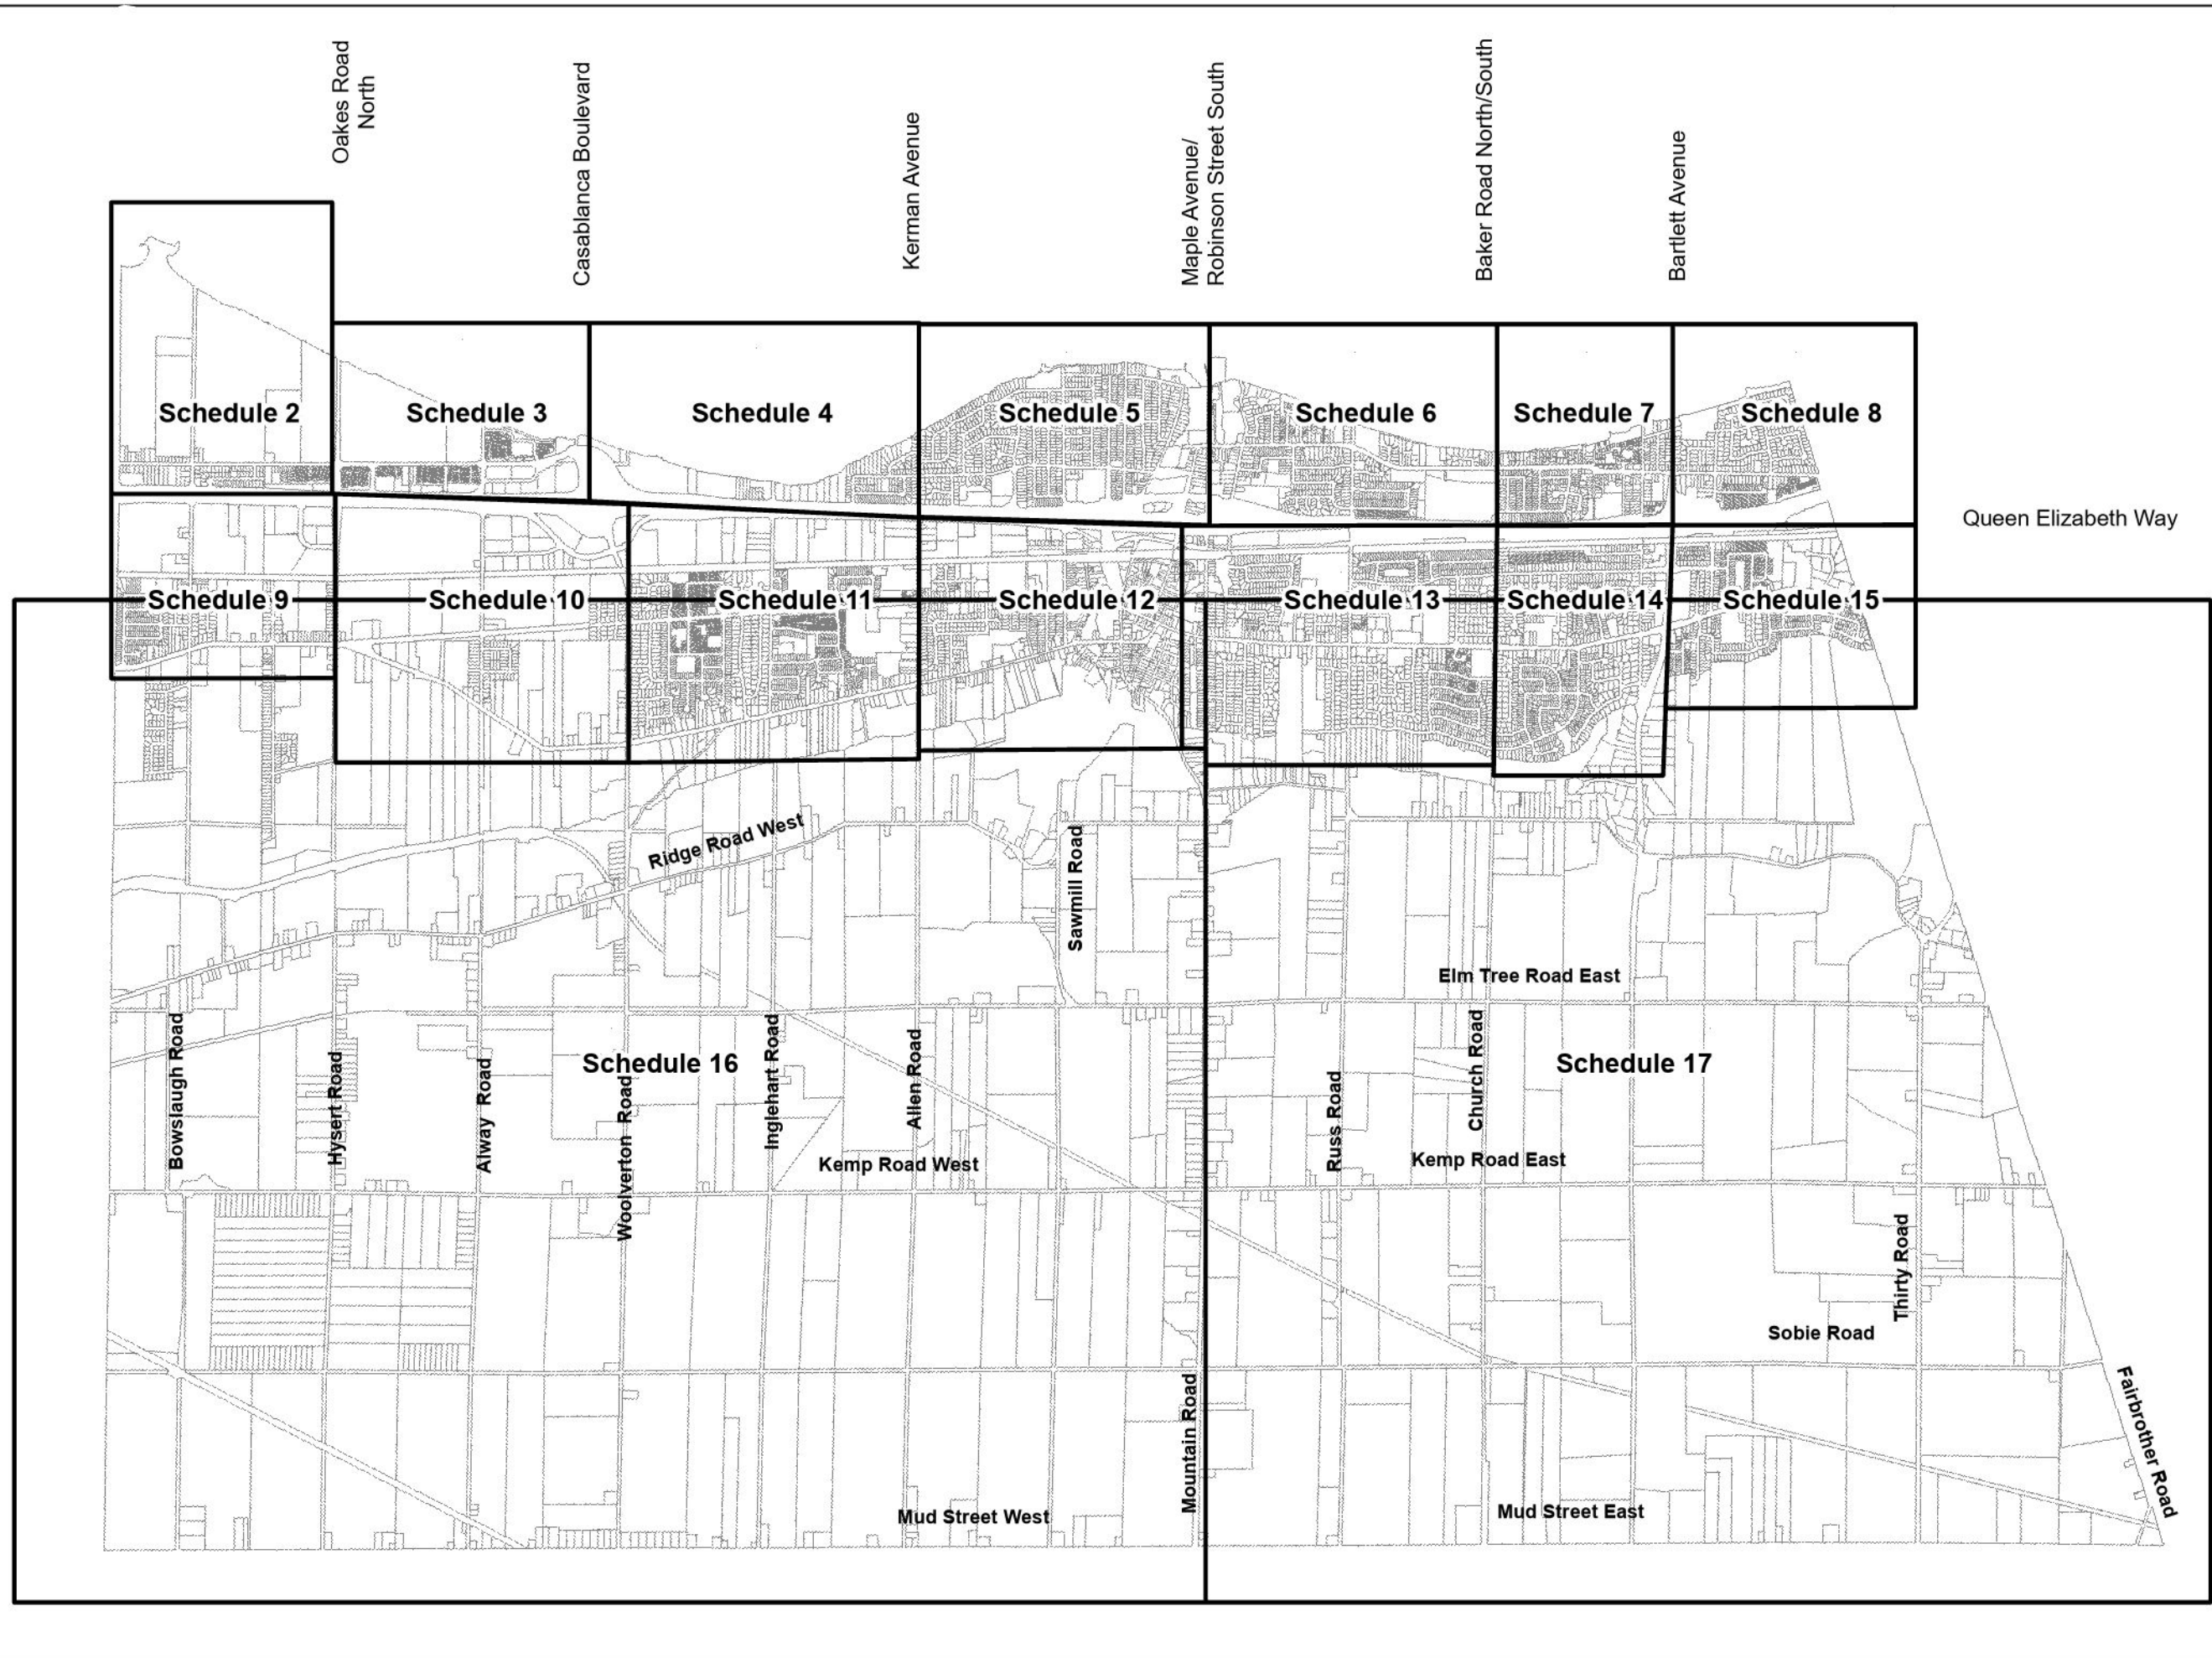 Oakes Road
North
Casablanca Boulevard
Kerman Avenue
Maple Avenue/
Robinson Street South
Baker Road North/South
Bartlett Avenue
Schedule 2
Schedule 3
Schedule 4
Schedule 5
Schedule 6
Schedule 7
Schedule 8
Queen Elizabeth Way
Schedule 9
Schedule 10
Schedule 11
Schedule 12
Schedule 13
Schedule 14
Schedule 15
Ridge Road West
Sawmill Road
Elm Tree Road East
Bowslaugh Road
Hysert Road
Alway Road
Schedule 16
Woolverton Road
Inglehart Road
Allen Road
Kemp Road West
Russ Road
Church Road
Schedule 17
Kemp Road East
Thirty Road
Sobie Road
Mountain Road
Fairbrother Road
Mud Street West
Mud Street East